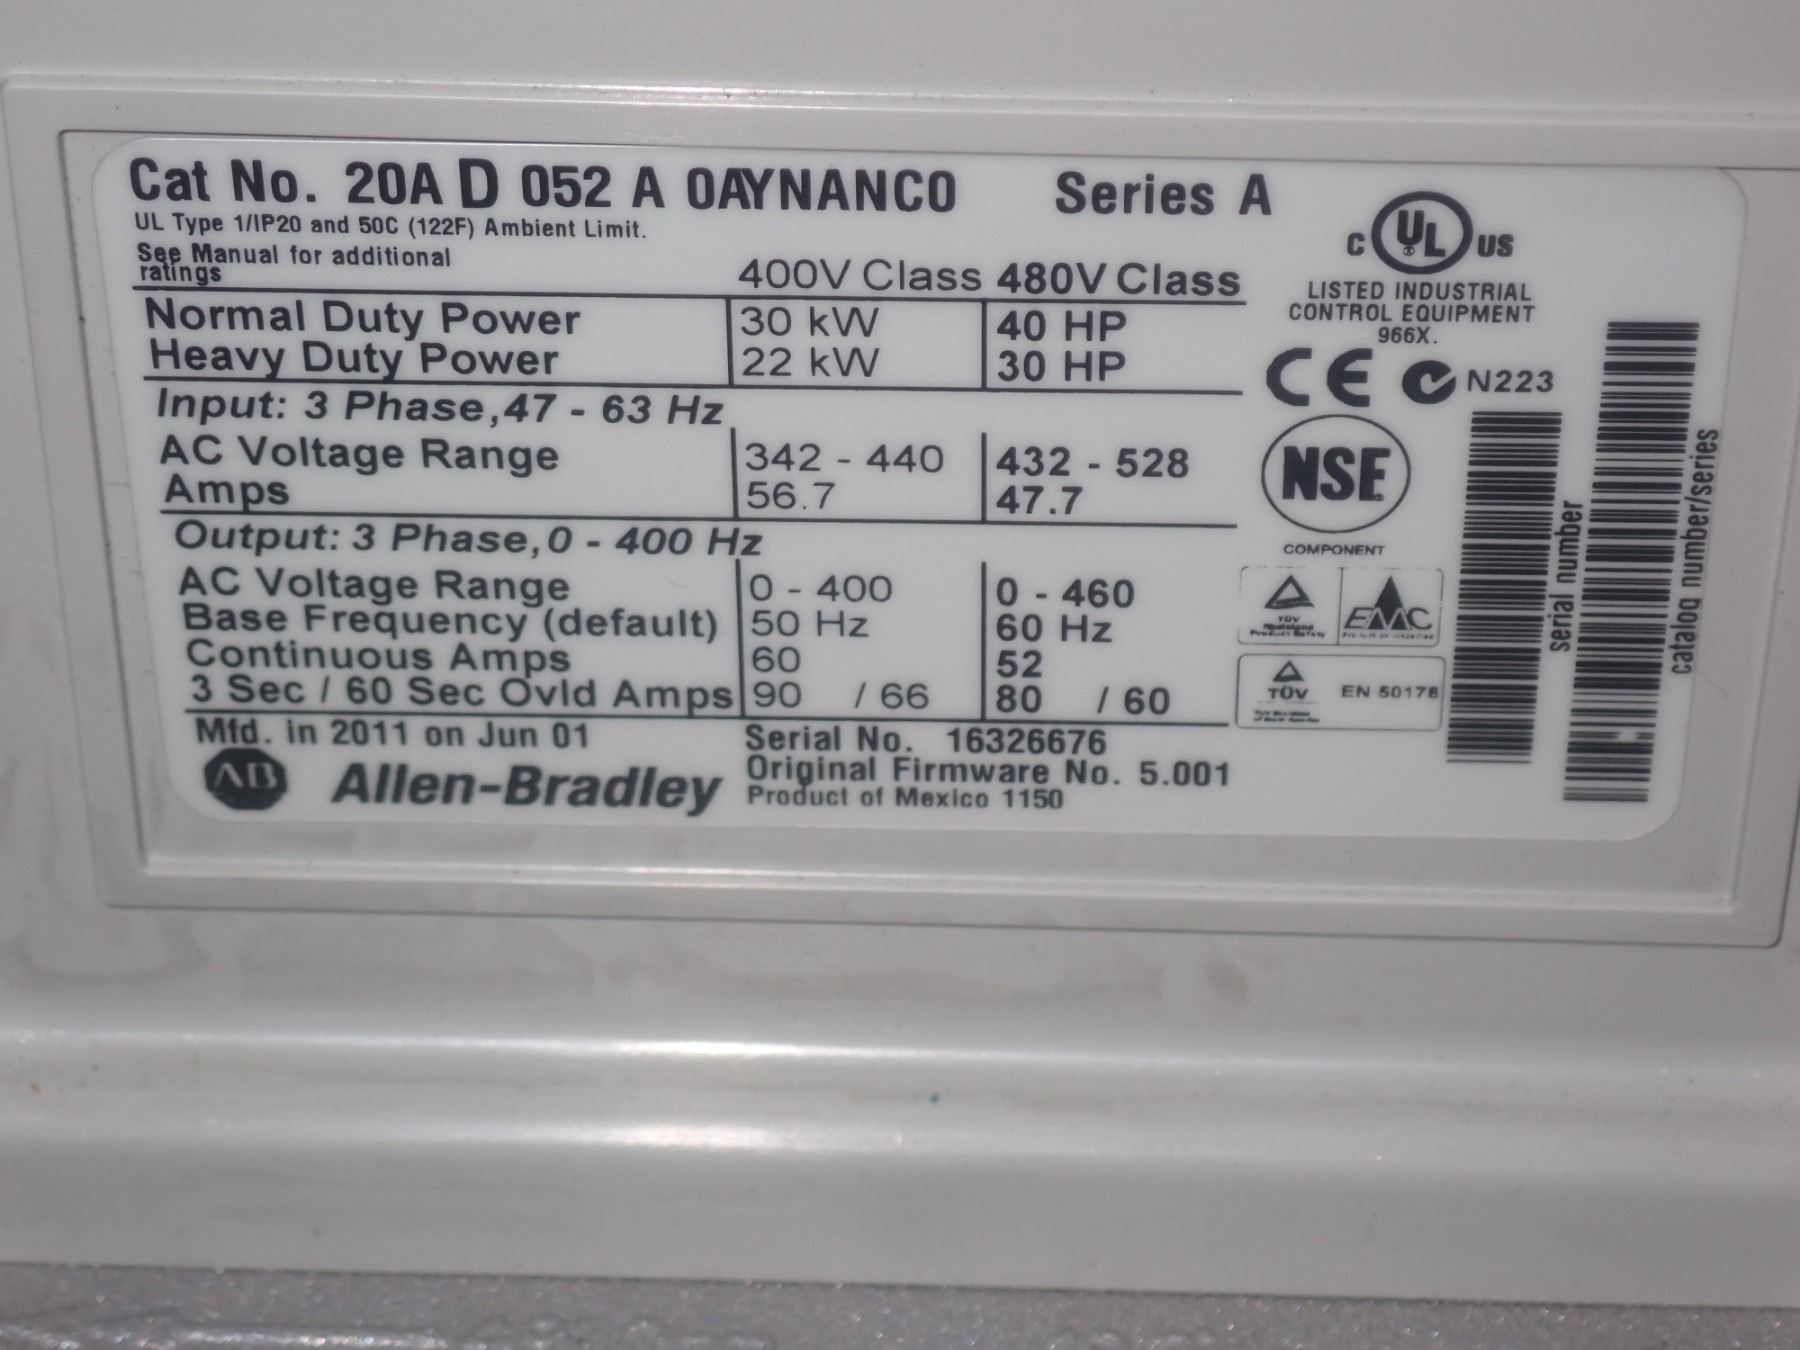 Cat No. 20A D 052 A 0AYNANC0 Series A
UL Type 1/IP20 and 50C (122F) Ambient Limit.
See Manual for additional
ratings
400V Class 480V Class
Normal Duty Power 30 kW 40 HP
Heavy Duty Power 22 kW 30 HP
Input: 3 Phase,47 - 63 Hz
AC Voltage Range 342 - 440 432 - 528
Amps 56.7 47.7
Output: 3 Phase,0 - 400 Hz
AC Voltage Range 0 - 400 0 - 460
Base Frequency (default) 50 Hz 60 Hz
Continuous Amps 60 52
3 Sec / 60 Sec Ovld Amps 90 / 66 80 / 60
Mfd. in 2011 on Jun 01
Serial No. 16326676
Original Firmware No. 5.001
AB Allen-Bradley Product of Mexico 1150
C UL US
LISTED INDUSTRIAL
CONTROL EQUIPMENT
966X.
CE N223
NSF
COMPONENT
TÜV
EMC
TÜV EN 50178
serial number
catalog number/series